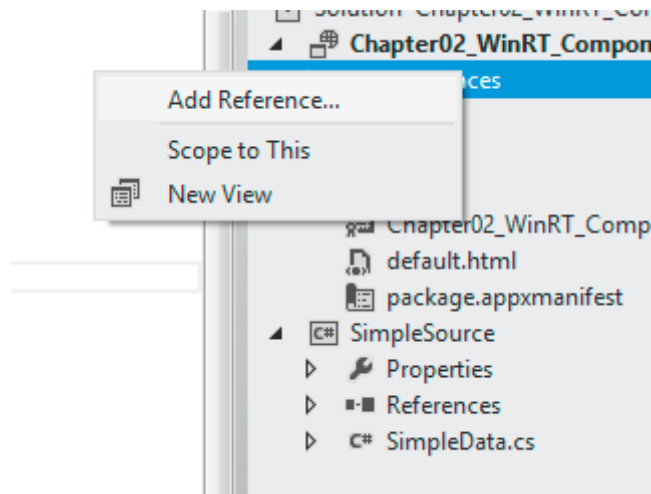 Chapter02_WinRT_Compon
ces
Add Reference...
Scope to This
New View
Chapter02_WinRT_Comp
default.html
package.appxmanifest
C# SimpleSource
Properties
References
C# SimpleData.cs